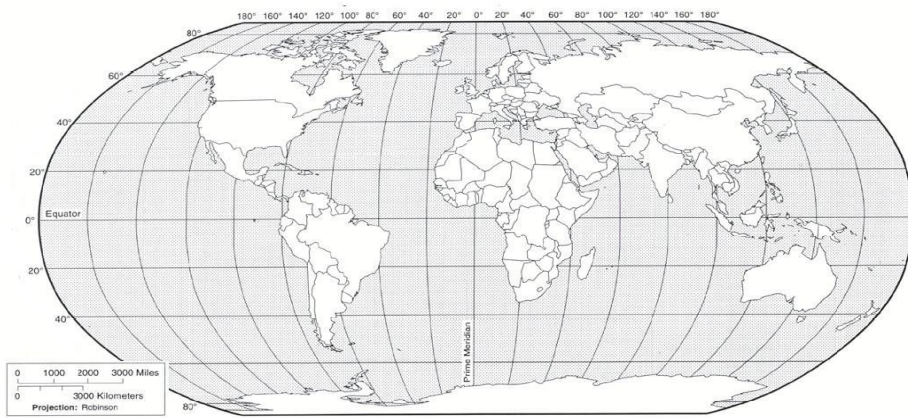 180° 160° 140° 120° 100° 80° 60° 40° 20° 0° 20° 40° 60° 80° 100° 120° 140° 160° 180°
80°
60°
40°
20°
Equator
0°
20°
40°
Prime Meridian
0 1000 2000 3000 Miles
0 3000 Kilometers
Projection: Robinson
80°